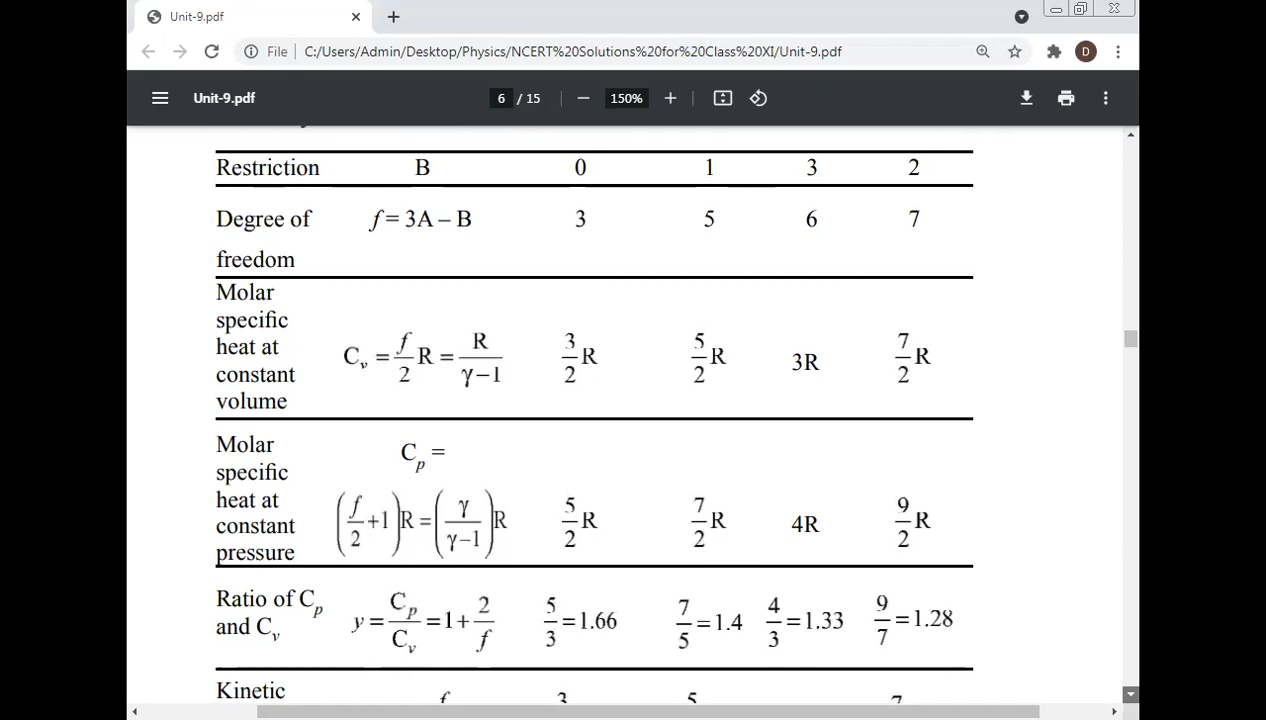 Unit-9.pdf
File C:/Users/Admin/Desktop/Physics/NCERT%20Solutions%20for%20Class%20XI/Unit-9.pdf D
Unit-9.pdf 6 / 15 150%
Restriction B 0 1 3 2
Degree of freedom f = 3A – B 3 5 6 7
Molar
specific
heat at
constant
volume
C_v = f/2 R = R/(γ−1) 3/2 R 5/2 R 3R 7/2 R
Molar
specific
heat at
constant
pressure
C_p =
(f/2 +1)R = (γ/(γ−1))R 5/2 R 7/2 R 4R 9/2 R
Ratio of C_p
and C_v
y = C_p/C_v = 1+ 2/f 5/3 = 1.66 7/5 = 1.4 4/3 = 1.33 9/7 = 1.28
Kinetic f 3 5 7